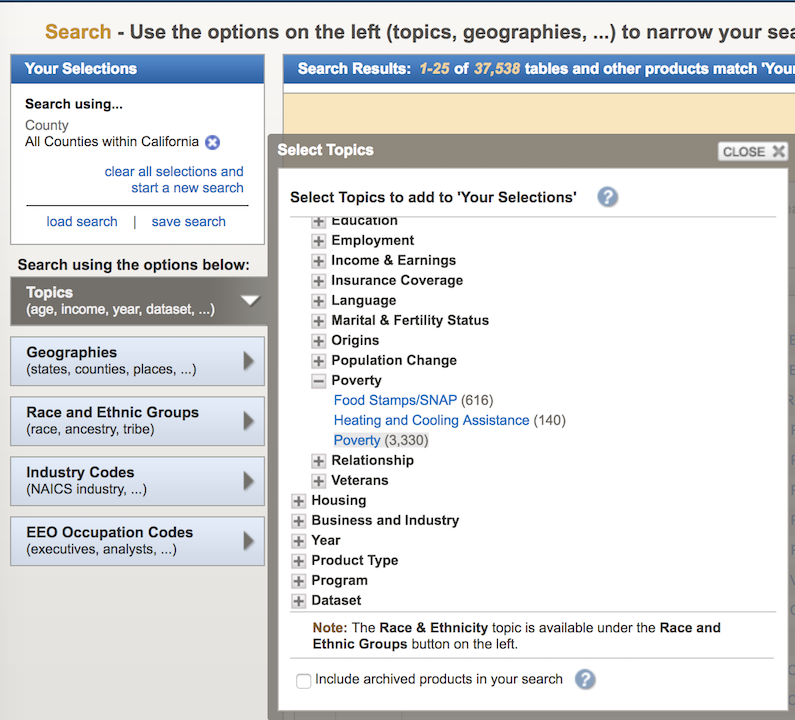 Search - Use the options on the left (topics, geographies, ...) to narrow your
Your Selections
Search using...
County
All Counties within California
clear all selections and
start a new search
load search | save search
Search using the options below:
Topics
(age, income, year, dataset, ...)
Geographies
(states, counties, places, ...)
Race and Ethnic Groups
(race, ancestry, tribe)
Industry Codes
(NAICS industry, ...)
EEO Occupation Codes
(executives, analysts, ...)
Search Results: 1-25 of 37,538 tables and other products match 'Your
Select Topics
CLOSE
Select Topics to add to 'Your Selections'
Education
Employment
Income & Earnings
Insurance Coverage
Language
Marital & Fertility Status
Origins
Population Change
Poverty
Food Stamps/SNAP (616)
Heating and Cooling Assistance (140)
Poverty (3,330)
Relationship
Veterans
Housing
Business and Industry
Year
Product Type
Program
Dataset
Note: The Race & Ethnicity topic is available under the Race and
Ethnic Groups button on the left.
Include archived products in your search